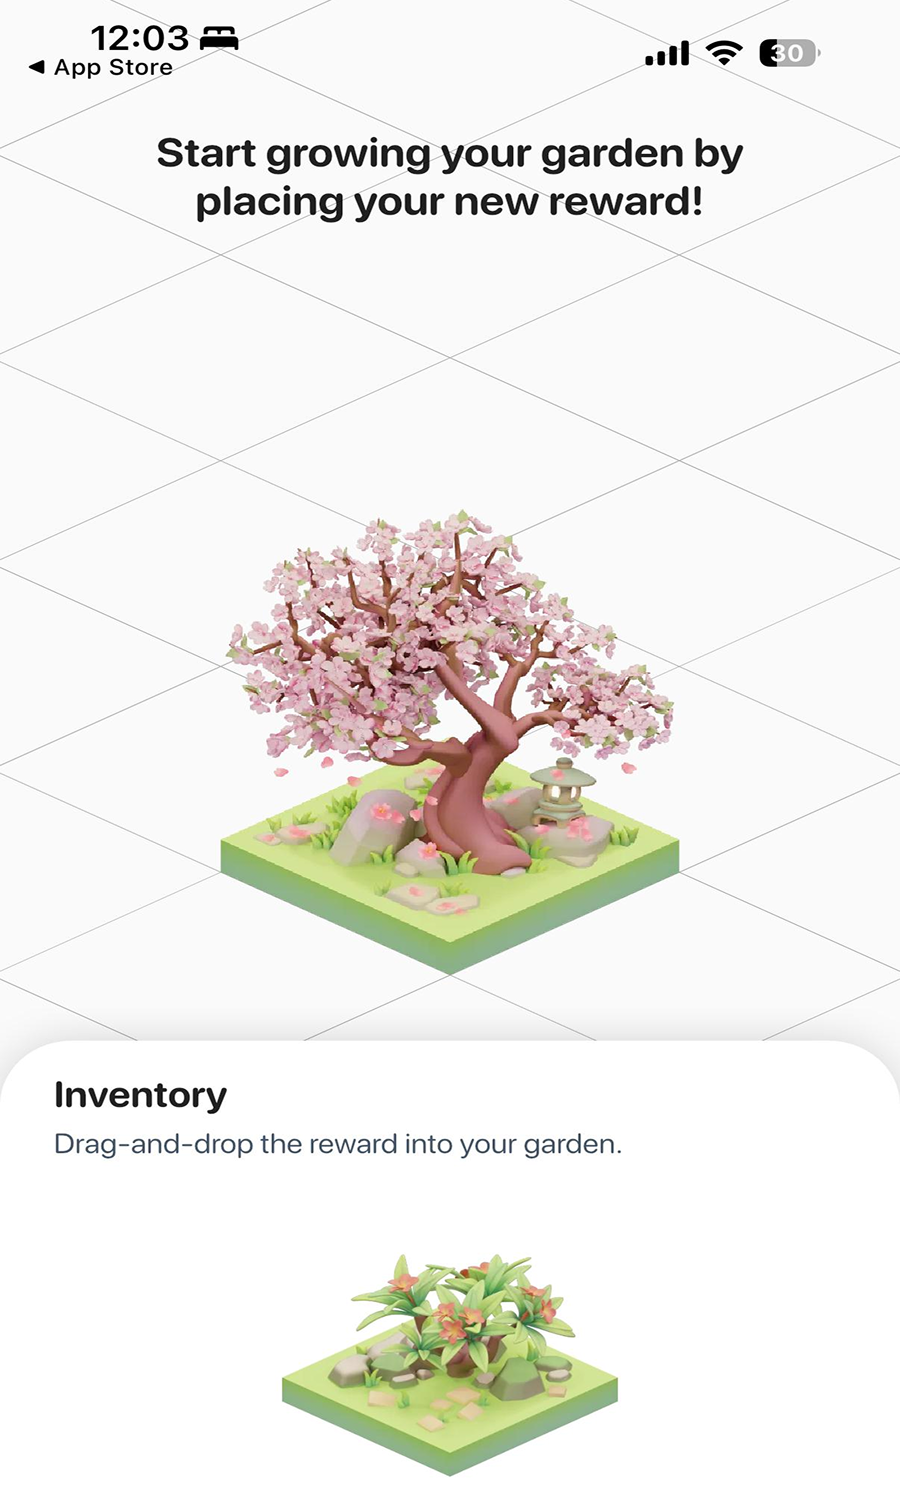 12:03
◀ App Store
30
Start growing your garden by
placing your new reward!
Inventory
Drag-and-drop the reward into your garden.